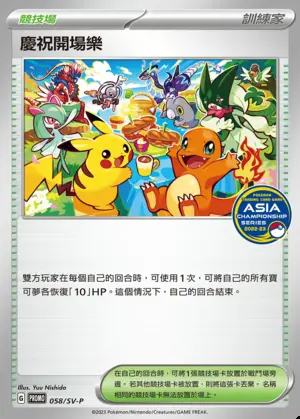 競技場
訓練家
慶祝開場樂
POKÉMON
TRADING CARD GAME
ASIA
CHAMPIONSHIP
SERIES
2022-23
雙方玩家在每個自己的回合時，可使用1次，可將自己的所有寶
可夢各恢復「10」HP。這個情況下，自己的回合結束。
Illus. Yuu Nishida
G PROMO 058/SV-P
在自己的回合時，可將1張競技場卡放置於戰鬥場旁
邊。若其他競技場卡被放置，則將這張卡丟棄。名稱
相同的競技場卡無法放置於場上。
©2023 Pokémon/Nintendo/Creatures/GAME FREAK.